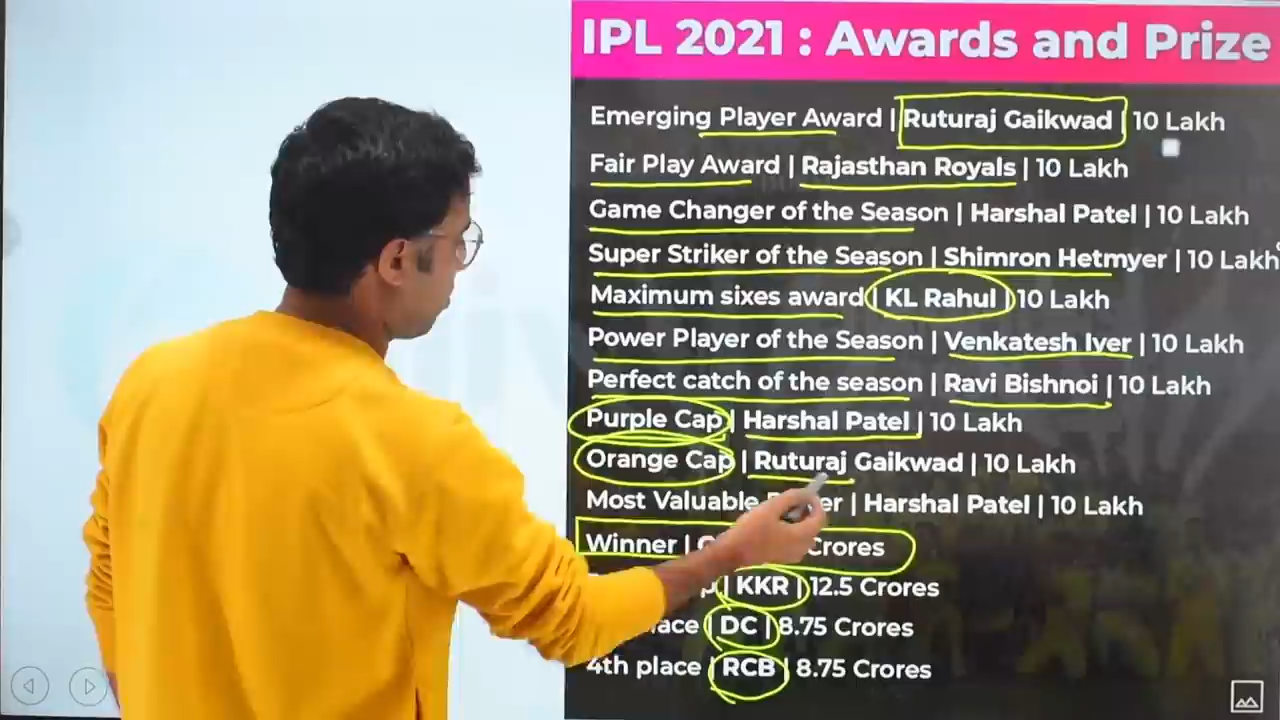 IPL 2021 : Awards and Prize
Emerging Player Award | Ruturaj Gaikwad | 10 Lakh
Fair Play Award | Rajasthan Royals | 10 Lakh
Game Changer of the Season | Harshal Patel | 10 Lakh
Super Striker of the Season | Shimron Hetmyer | 10 Lakh
Maximum sixes award | KL Rahul | 10 Lakh
Power Player of the Season | Venkatesh Iyer | 10 Lakh
Perfect catch of the season | Ravi Bishnoi | 10 Lakh
Purple Cap | Harshal Patel | 10 Lakh
Orange Cap | Ruturaj Gaikwad | 10 Lakh
Most Valuable | Harshal Patel | 10 Lakh
Winner | Crores
| KKR | 12.5 Crores
| DC | 8.75 Crores
4th place | RCB | 8.75 Crores